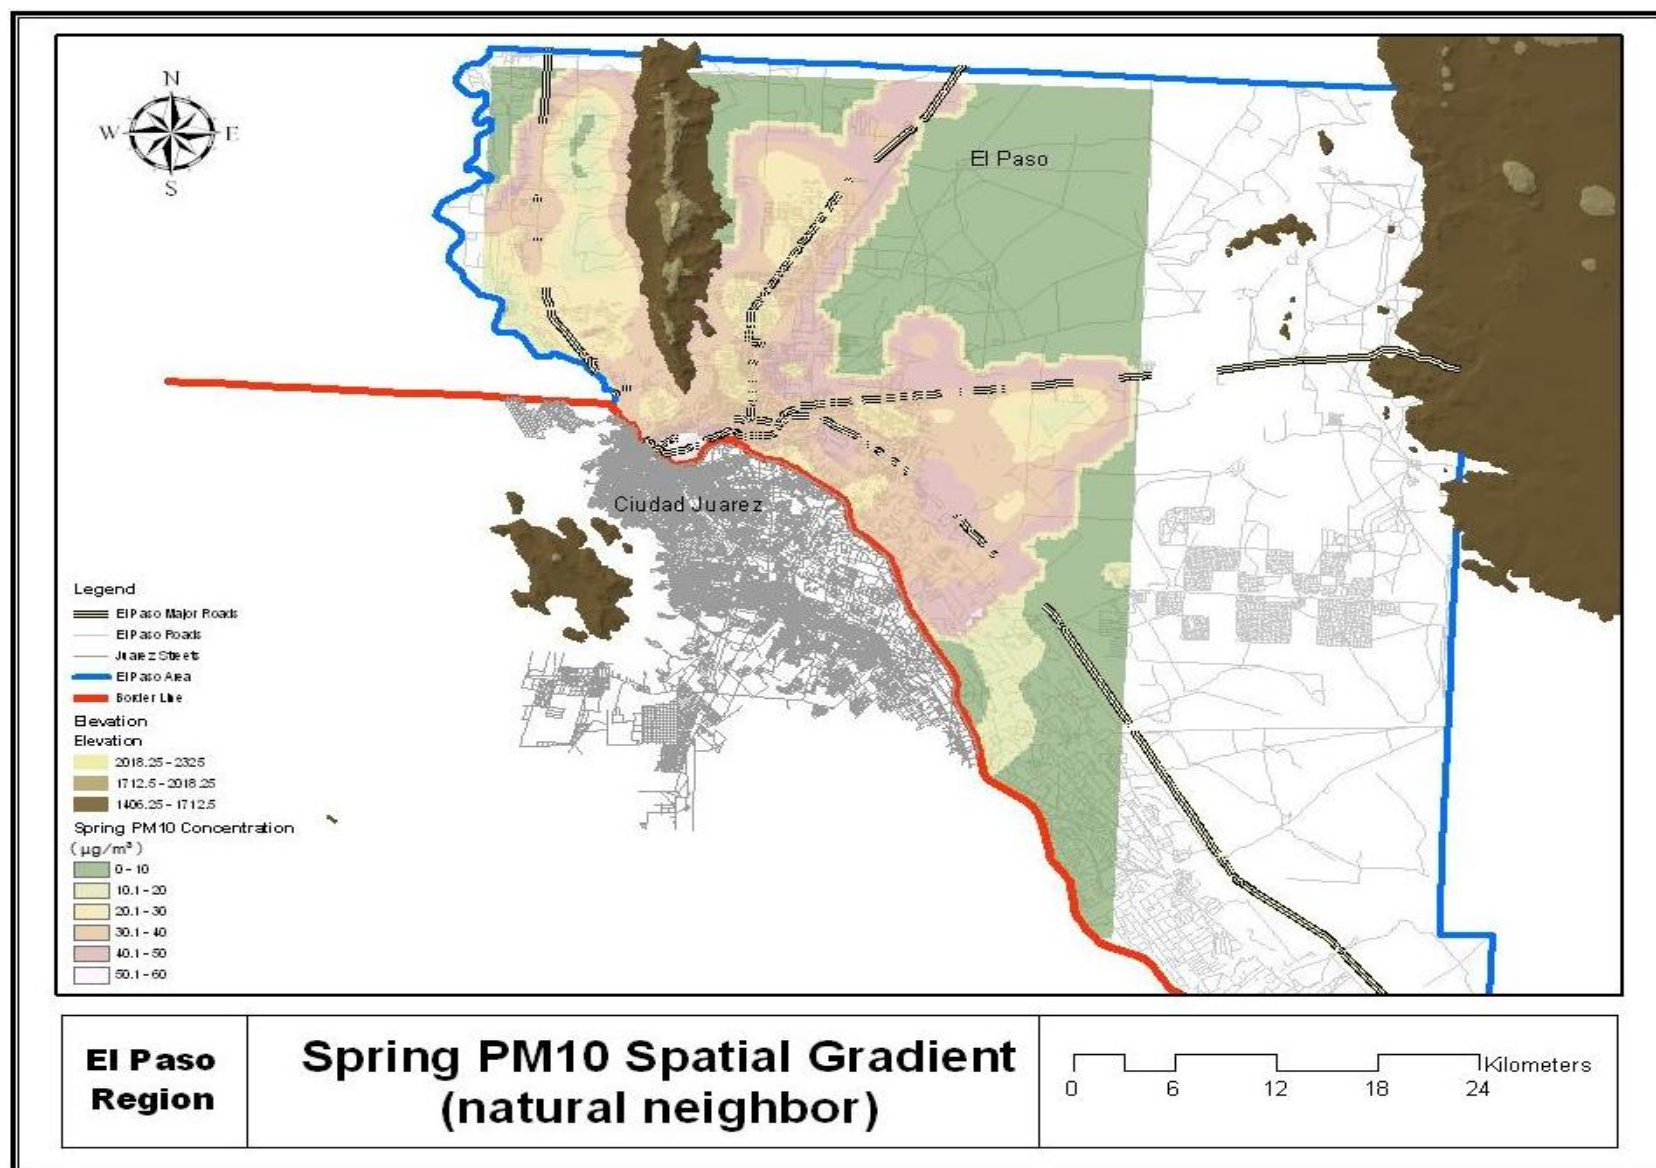 N
W
E
S
El Paso
Ciudad Juarez
Legend
El Paso Major Roads
El Paso Roads
Juarez Streets
El Paso Area
Border Line
Elevation
Elevation
2018.25 - 2325
1712.5 - 2018.25
1406.25 - 1712.5
Spring PM10 Concentration
(µg/m³)
0 - 10
10.1 - 20
20.1 - 30
30.1 - 40
40.1 - 50
50.1 - 60
El Paso
Region
Spring PM10 Spatial Gradient
(natural neighbor)
Kilometers
0 6 12 18 24